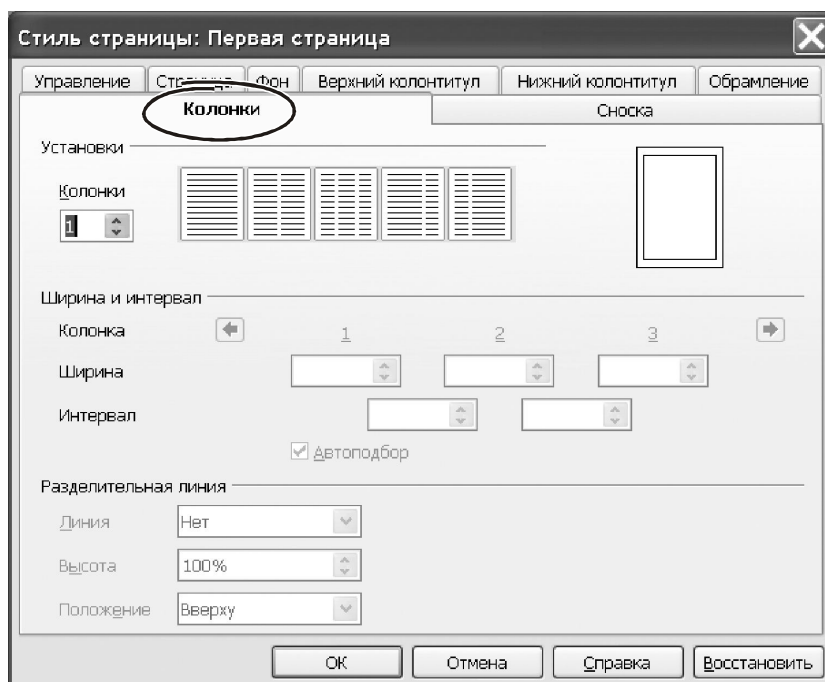 Стиль страницы: Первая страница
Управление Страница Фон Верхний колонтитул Нижний колонтитул Обрамление
Колонки Сноска
Установки
Колонки
1
Ширина и интервал
Колонка 1 2 3
Ширина
Интервал
Автоподбор
Разделительная линия
Линия Нет
Высота 100%
Положение Вверху
ОК Отмена Справка Восстановить